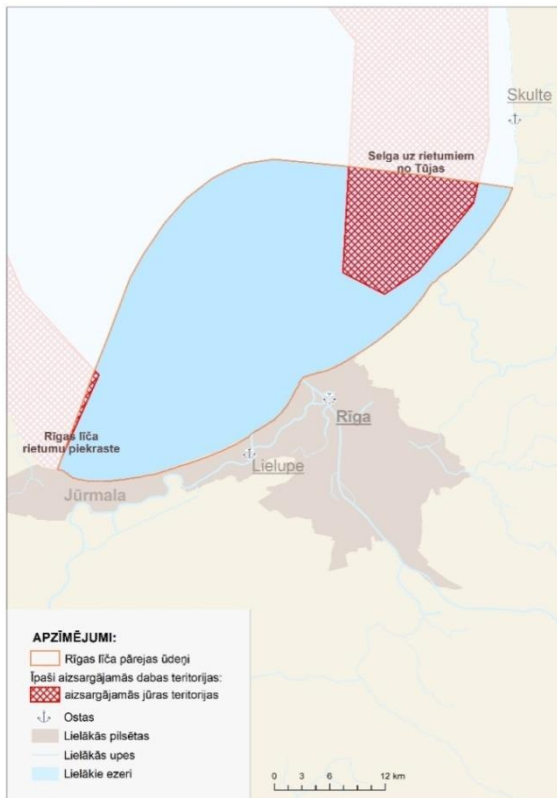 Skulte
Selga uz rietumiem
no Tūjas
Rīga
Rīgas līča
rietumu piekraste
Lielupe
Jūrmala
APZĪMĒJUMI:
Rīgas līča pārejas ūdeņi
Īpaši aizsargājamās dabas teritorijas:
aizsargājamās jūras teritorijas
Ostas
Lielākās pilsētas
Lielākās upes
Lielākie ezeri
0 3 6 12 km